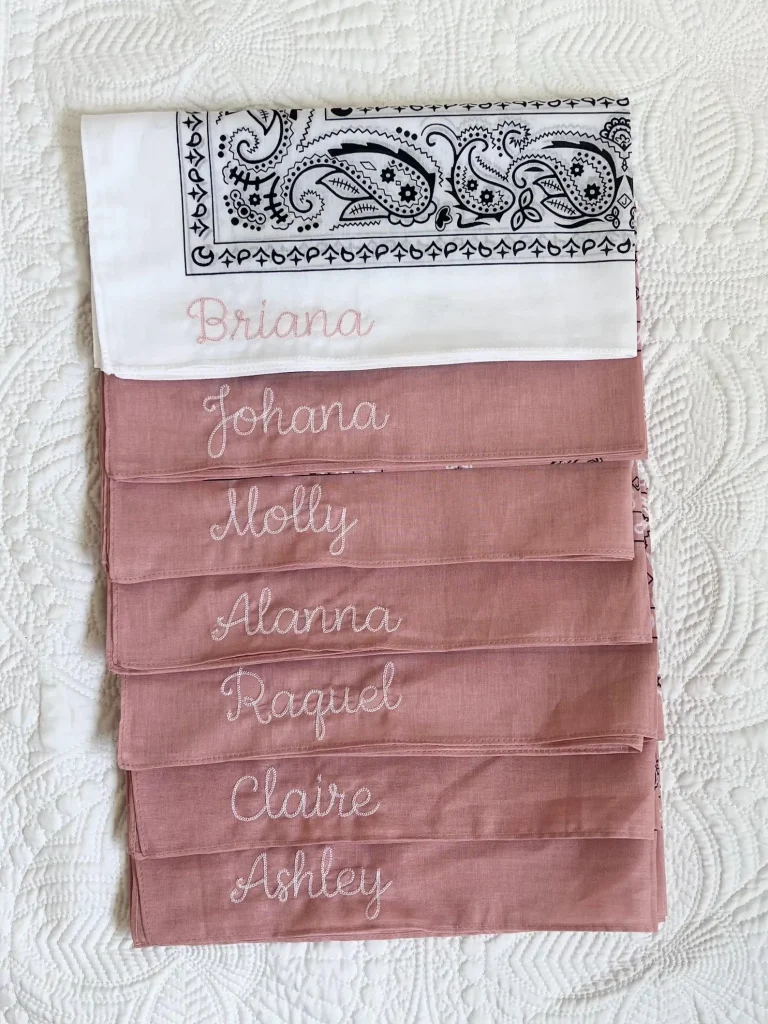 Briana
Johana
Molly
Alanna
Raquel
Claire
Ashley